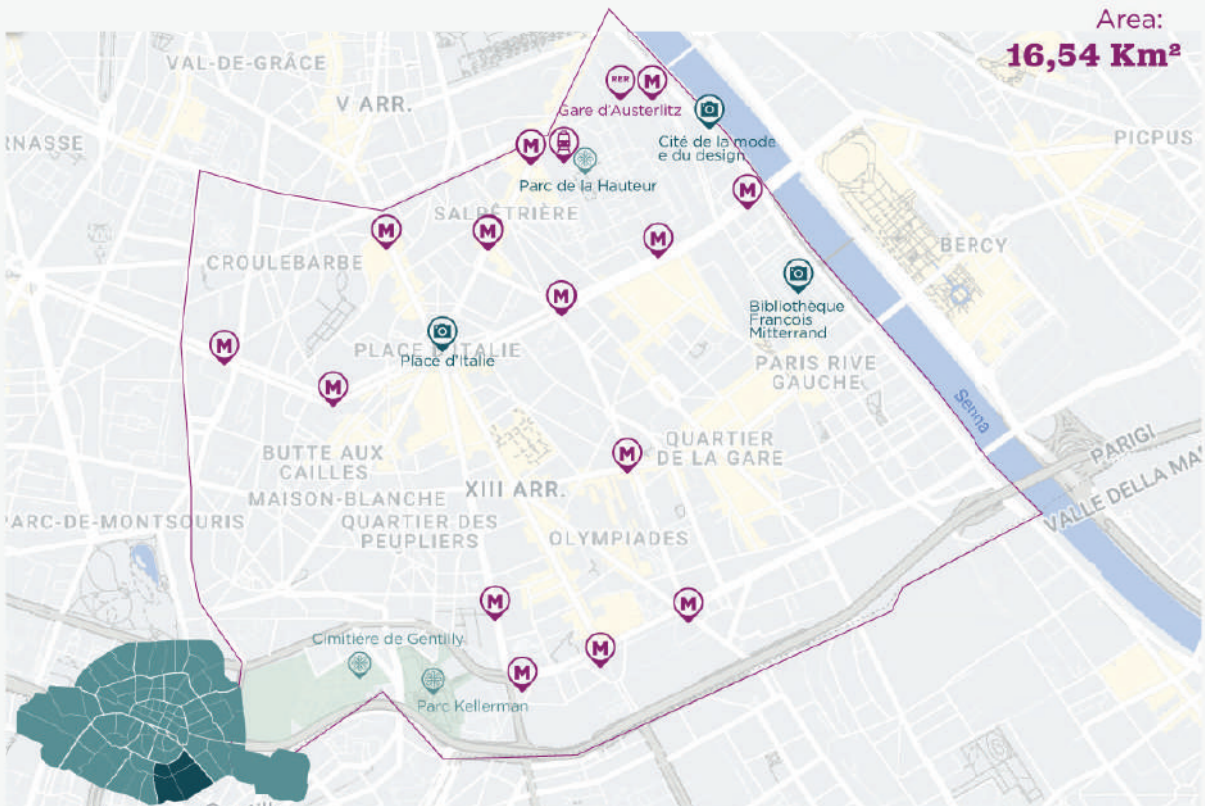 Area:
16,54 Km²
VAL-DE-GRÂCE
V ARR.
RER
M
Gare d'Austerlitz
Cité de la mode
e du design
PICPUS
RNASSE
M
Parc de la Hauteur
M
SALPÊTRIÈRE
M
M
M
BERCY
CROULEBARBE
M
Bibliothèque
François
Mitterrand
M
PLACE D'ITALIE
Place d'Italie
PARIS RIVE
GAUCHE
M
Senna
BUTTE AUX
CAILLES
M
QUARTIER
DE LA GARE
PARIGI
VALLE DELLA MA
MAISON-BLANCHE
XIII ARR.
PARC-DE-MONTSOURIS
QUARTIER DES
PEUPLIERS
OLYMPIADES
M
M
Cimitière de Gentilly
M
M
Parc Kellerman